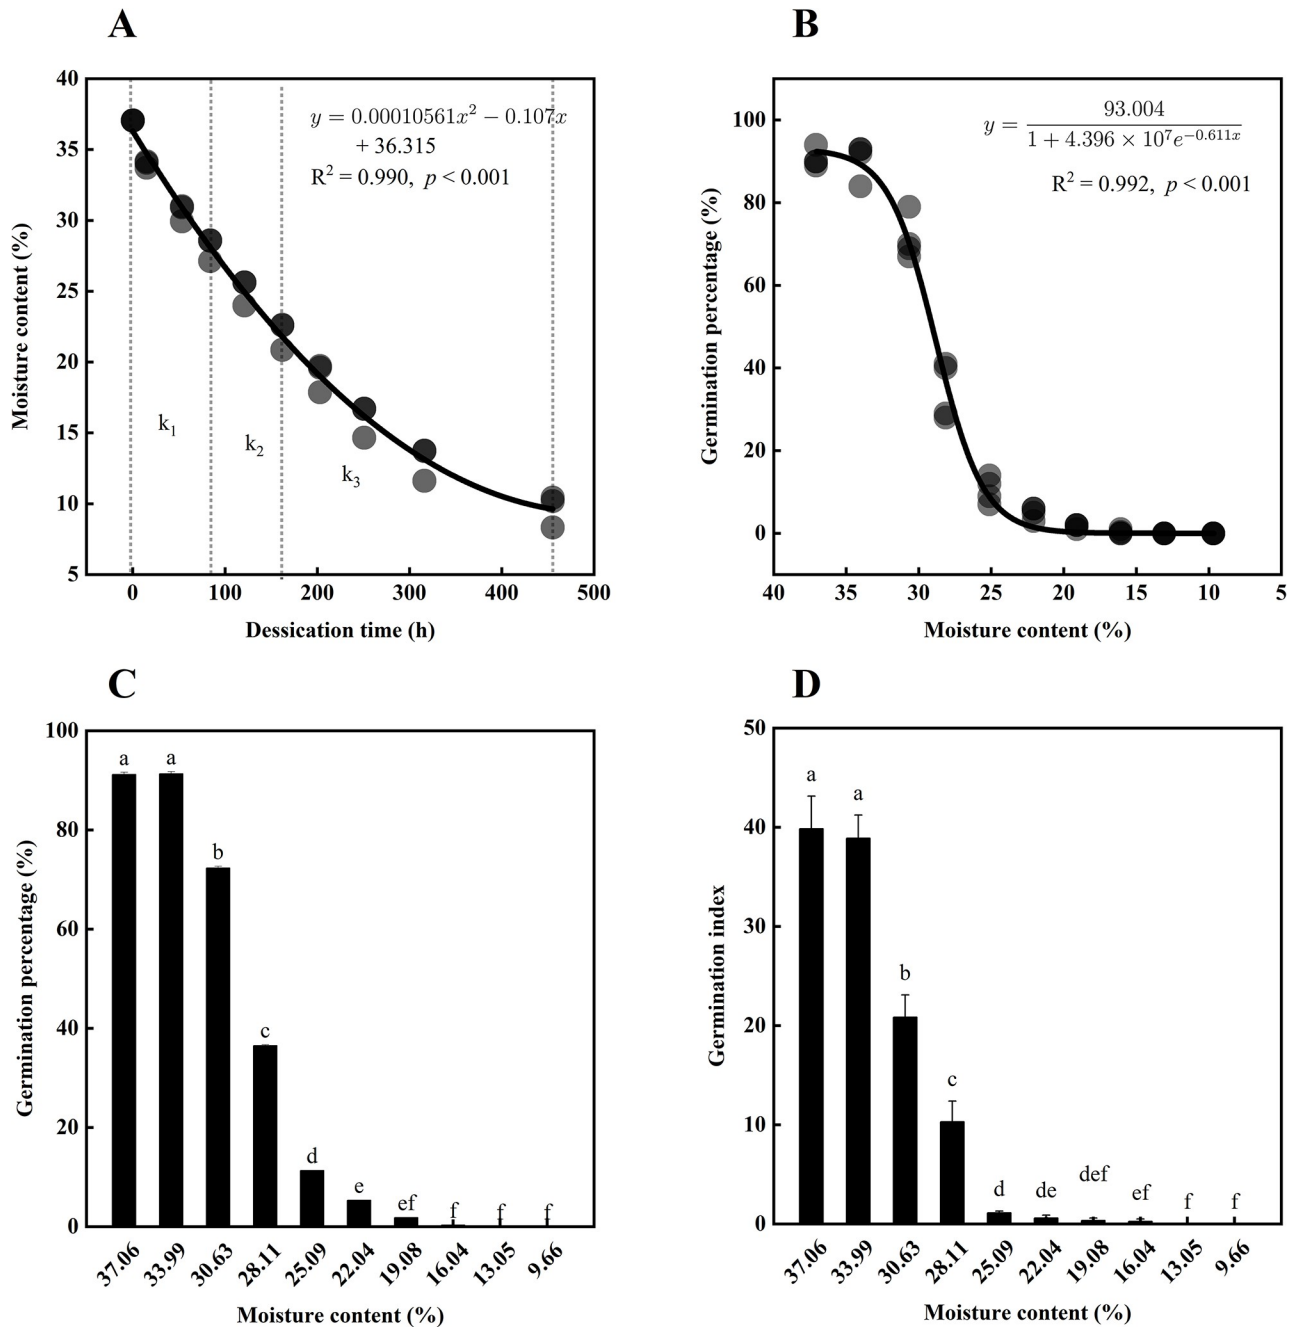 A
40
35
30
25
20
15
10
5
Moisture content (%)
y = 0.00010561x² − 0.107x
+ 36.315
R² = 0.990, p < 0.001
k₁
k₂
k₃
0 100 200 300 400 500
Dessication time (h)
B
100
80
60
40
20
0
Germination percentage (%)
y = 93.004 / 1 + 4.396 × 10⁷e^−0.611x
R² = 0.992, p < 0.001
40 35 30 25 20 15 10 5
Moisture content (%)
C
100
80
60
40
20
0
Germination percentage (%)
a a b c d e ef f f f
37.06 33.99 30.63 28.11 25.09 22.04 19.08 16.04 13.05 9.66
Moisture content (%)
D
50
40
30
20
10
0
Germination index
a a b c d de def ef f f
37.06 33.99 30.63 28.11 25.09 22.04 19.08 16.04 13.05 9.66
Moisture content (%)